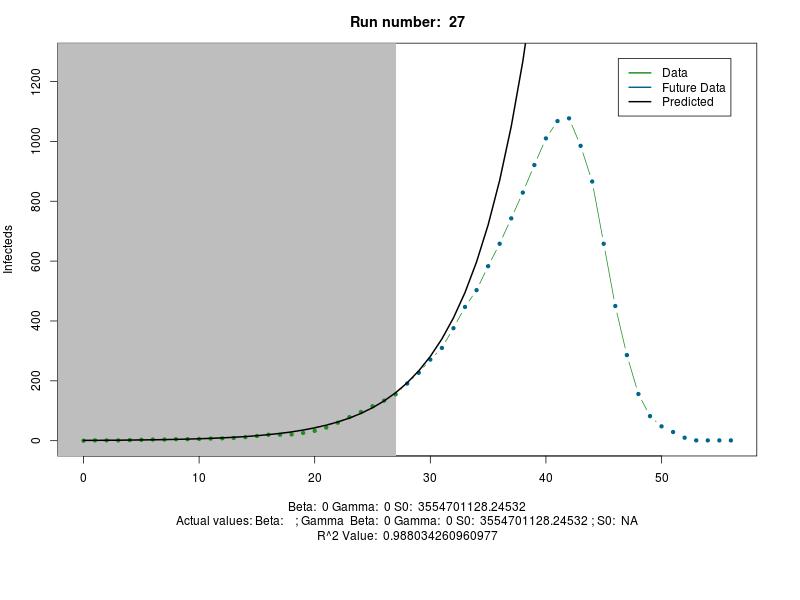 Run number: 27
Data
Future Data
Predicted
Infecteds
0
200
400
600
800
1000
1200
0 10 20 30 40 50
Beta: 0 Gamma: 0 S0: 3554701128.24532
Actual values: Beta: ; Gamma Beta: 0 Gamma: 0 S0: 3554701128.24532 ; S0: NA
R^2 Value: 0.988034260960977